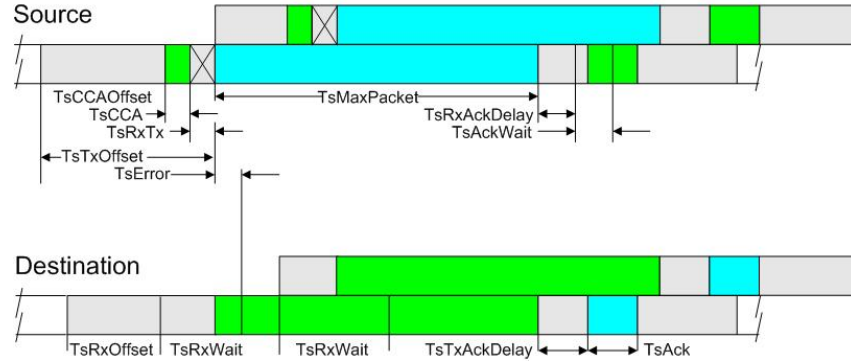 Source
TsCCAOffset
TsCCA
TsRxTx
TsTxOffset
TsError
TsMaxPacket
TsRxAckDelay
TsAckWait
Destination
TsRxOffset TsRxWait TsRxWait TsTxAckDelay TsAck